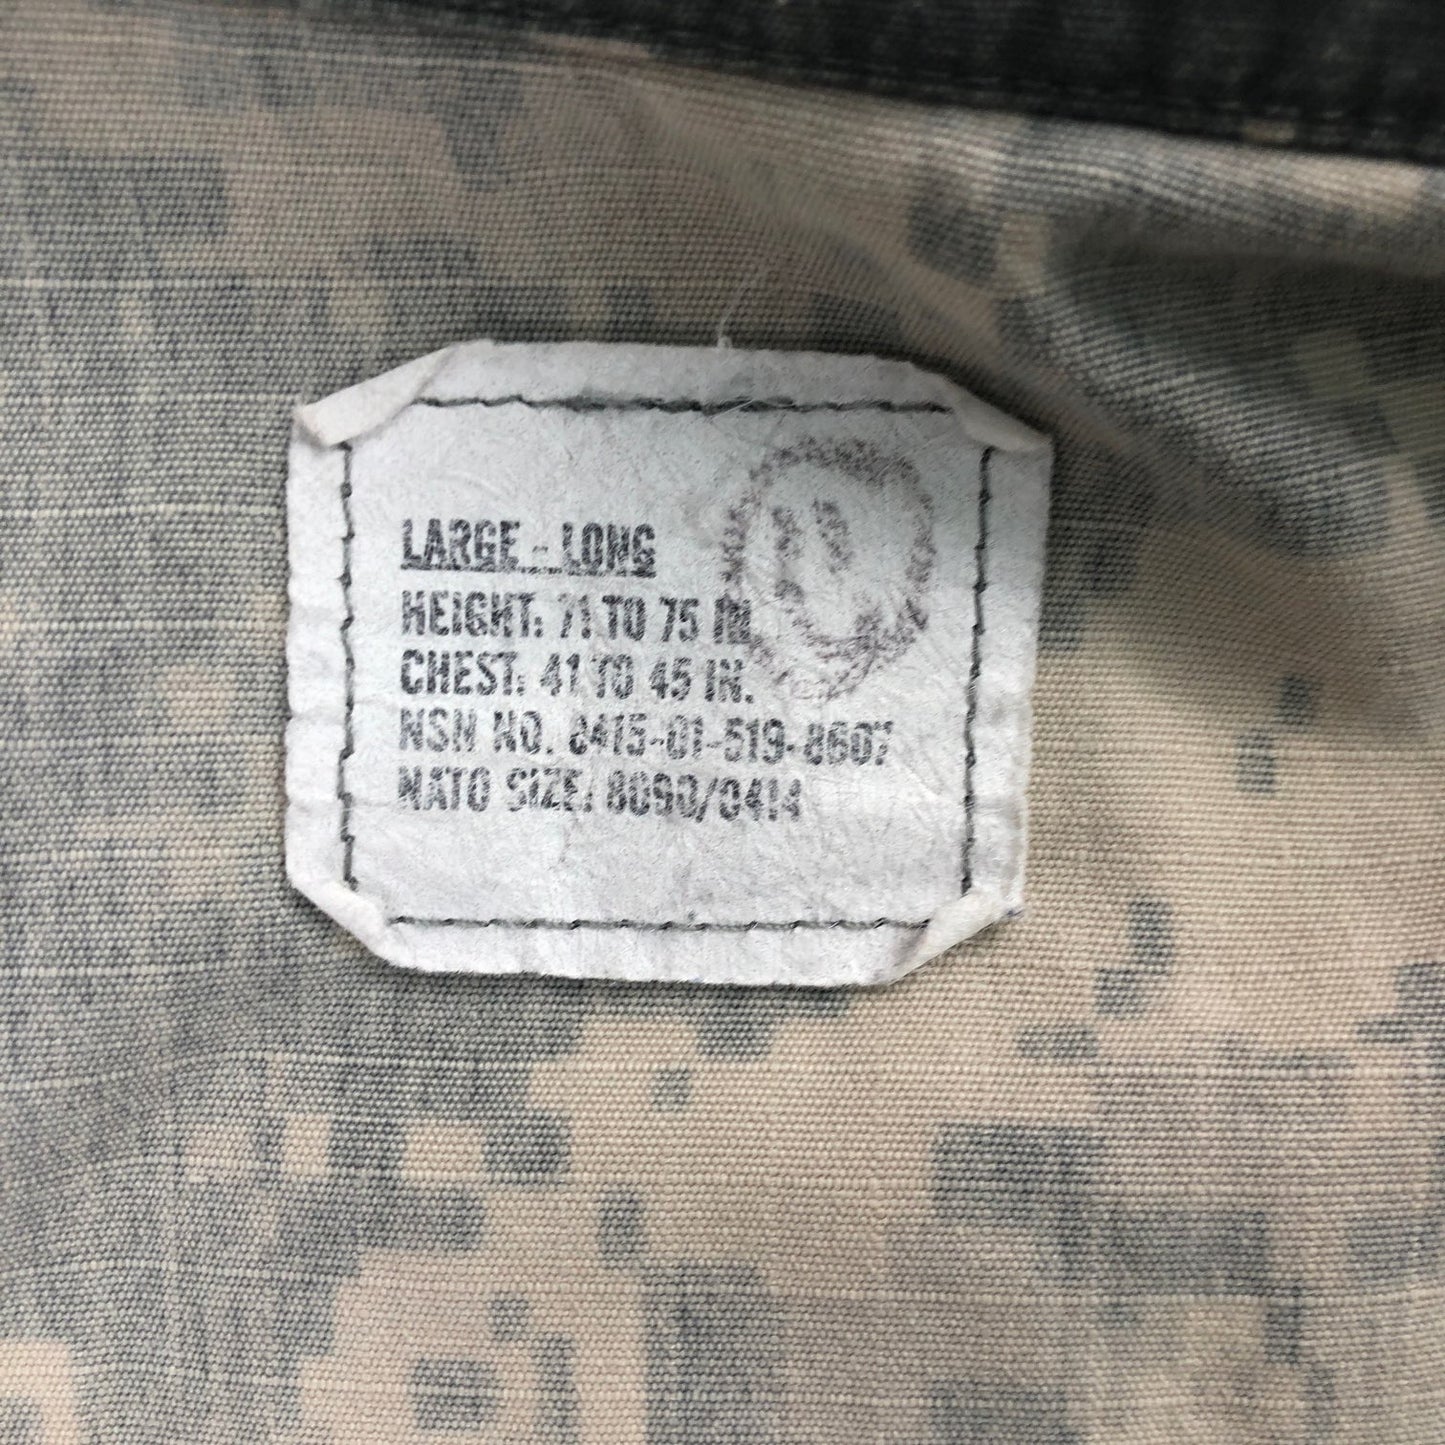 LARGE - LONG
HEIGHT: 71 TO 75 IN
CHEST: 41 TO 45 IN.
NSN NO. 8415-01-519-8607
NATO SIZE: 8090/0414